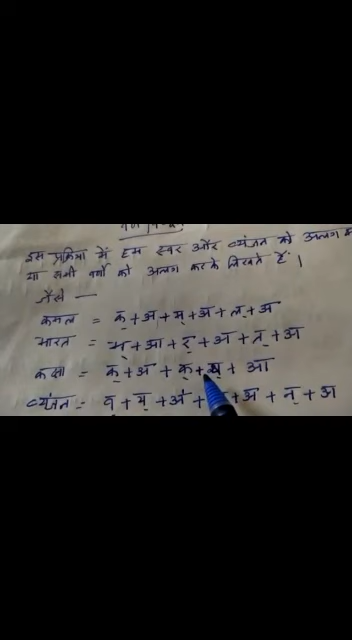 इस प्रक्रिया में हम स्वर और व्यंजन को अलग
या सभी वर्णों को अलग करके लिखते हैं।
जैसे —
कमल = क् + अ + म् + अ + ल् + अ
भारत = भ् + आ + र् + अ + त् + अ
कक्षा = क् + अ + क् + ष् + आ
व्यंजन = व् + य् + अं + + अ + न् + अ